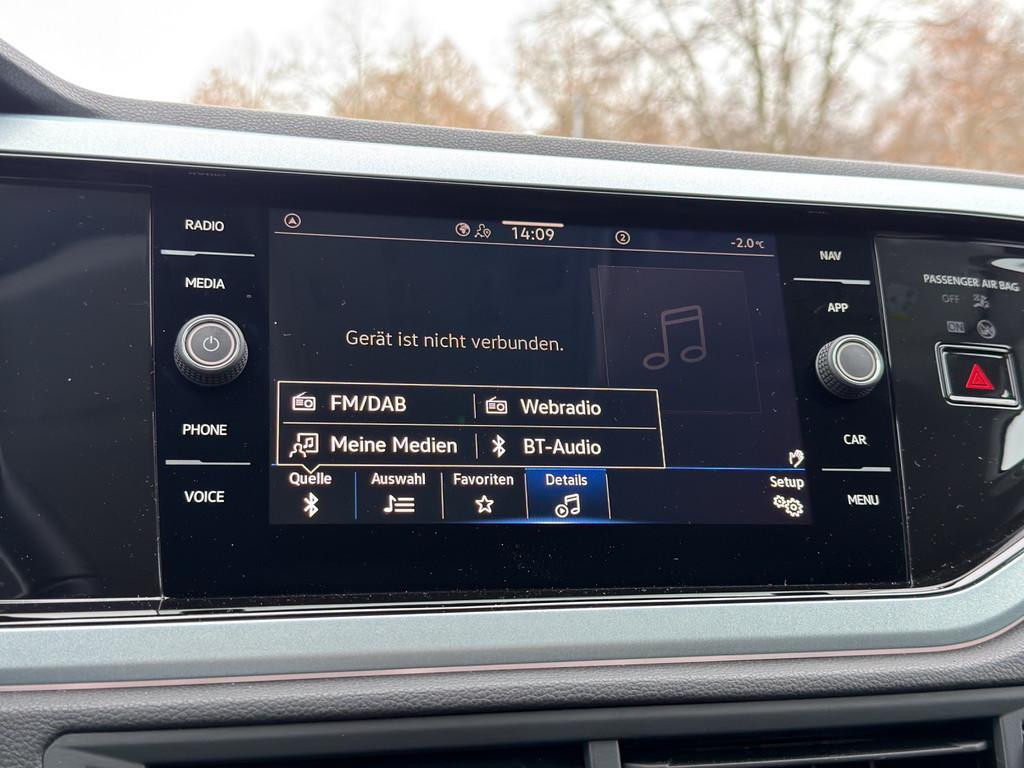 RADIO
MEDIA
PHONE
VOICE
14:09
2
-2.0°C
Gerät ist nicht verbunden.
FM/DAB Webradio
Meine Medien BT-Audio
Quelle Auswahl Favoriten Details Setup
NAV
APP
CAR
MENU
PASSENGER AIR BAG
OFF
ON